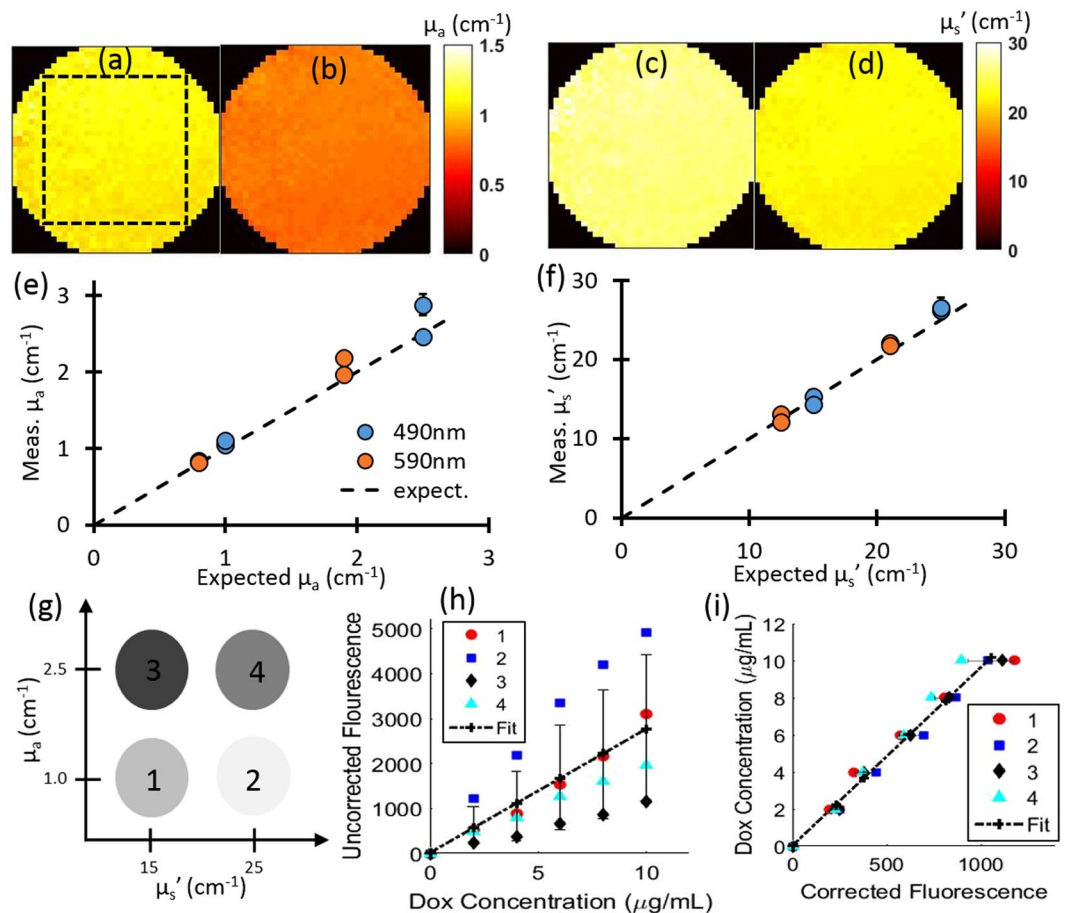 μa (cm-1)
μs’ (cm-1)
(a)
(b)
1.5
1
0.5
0
(c)
(d)
30
20
10
0
(e)
Meas. μa (cm-1)
3
2
1
0
0 1 2 3
Expected μa (cm-1)
490nm
590nm
expect.
(f)
Meas. μs’ (cm-1)
30
20
10
0
0 10 20 30
Expected μs’ (cm-1)
(g)
μa (cm-1)
2.5
1.0
3 4
1 2
15 25
μs’ (cm-1)
(h)
Uncorrected Flourescence
5000
4000
3000
2000
1000
0
1
2
3
4
Fit
0 5 10
Dox Concentration (μg/mL)
(i)
Dox Concentration (μg/mL)
12
10
8
6
4
2
0
1
2
3
4
Fit
0 500 1000
Corrected Fluorescence